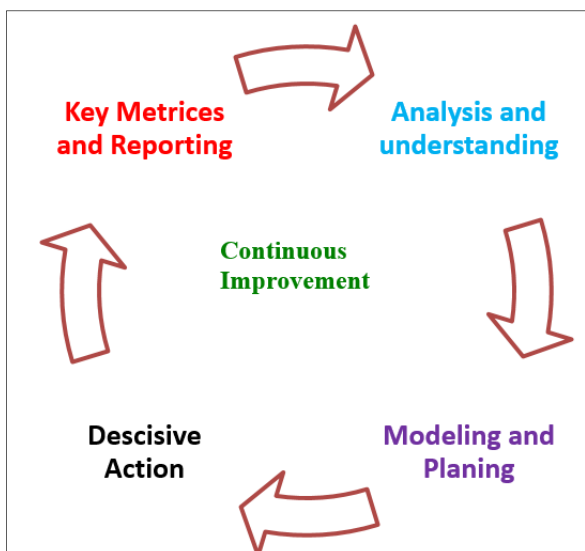 Key Metrices
and Reporting
Analysis and
understanding
Continuous
Improvement
Descisive
Action
Modeling and
Planing